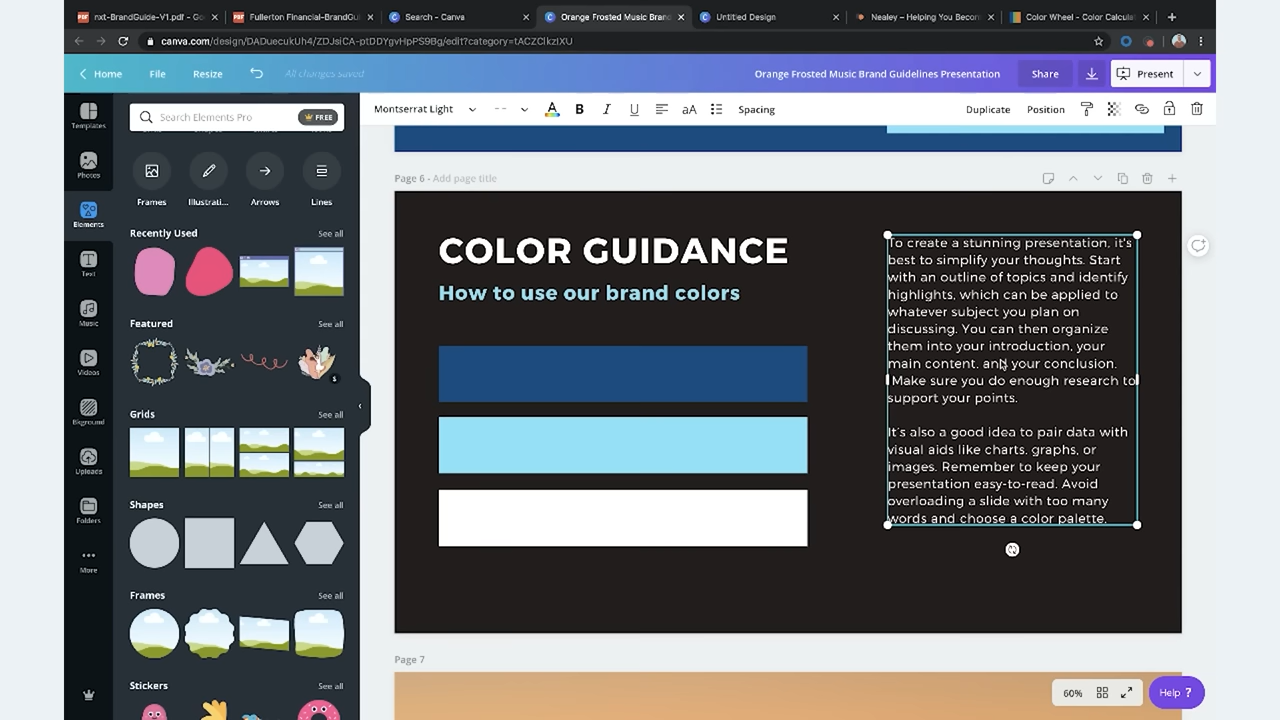 nxt-BrandGuide-V1.pdf - Go
Fullerton Financial-BrandGui
Search - Canva
Orange Frosted Music Brand
Untitled Design
Nealey – Helping You Becom
Color Wheel - Color Calcula
canva.com/design/DADuecukUh4/ZDJsiCA-ptDDYgvHpPS9Bg/edit?category=tACZClkzIXU
Home
File
Resize
All changes saved
Orange Frosted Music Brand Guidelines Presentation
Share
Present
Templates
Photos
Elements
Text
Music
Videos
Bkground
Uploads
Folders
More
Search Elements Pro
FREE
Frames
Illustrati...
Arrows
Lines
Recently Used
See all
Featured
See all
Grids
See all
Shapes
See all
Frames
See all
Stickers
See all
Montserrat Light
A
B
I
U
aA
Spacing
Duplicate
Position
Page 6 - Add page title
COLOR GUIDANCE
How to use our brand colors
To create a stunning presentation, it's
best to simplify your thoughts. Start
with an outline of topics and identify
highlights, which can be applied to
whatever subject you plan on
discussing. You can then organize
them into your introduction, your
main content, and your conclusion.
Make sure you do enough research to
support your points.
It's also a good idea to pair data with
visual aids like charts, graphs, or
images. Remember to keep your
presentation easy-to-read. Avoid
overloading a slide with too many
words and choose a color palette.
Page 7
60%
Help ?